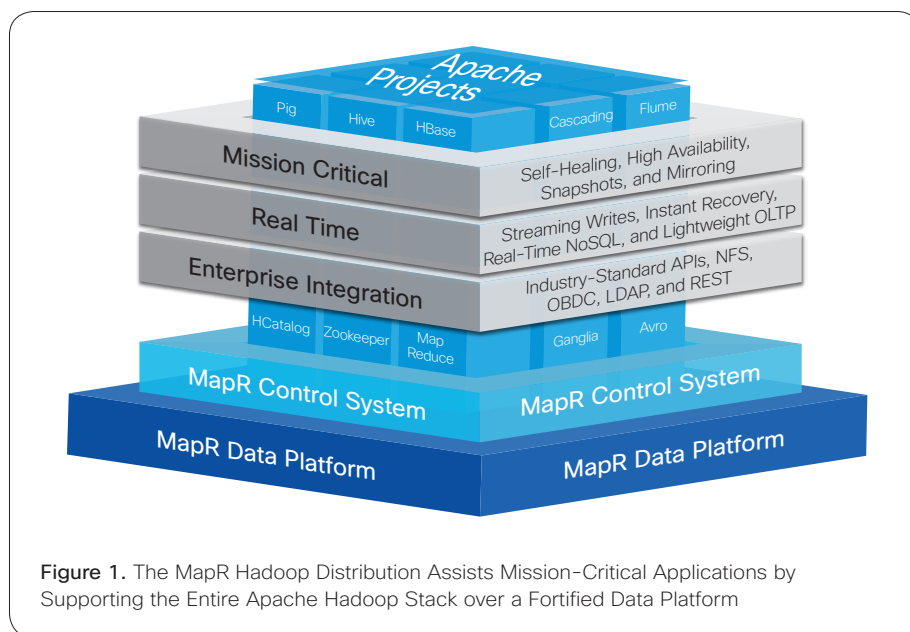 Apache
Projects
Pig
Hive
HBase
Cascading
Flume
Mission Critical
Self-Healing, High Availability,
Snapshots, and Mirroring
Real Time
Streaming Writes, Instant Recovery,
Real-Time NoSQL, and Lightweight OLTP
Enterprise Integration
Industry-Standard APIs, NFS,
OBDC, LDAP, and REST
HCatalog
Zookeeper
Map
Reduce
Ganglia
Avro
MapR Control System
MapR Control System
MapR Data Platform
MapR Data Platform
Figure 1. The MapR Hadoop Distribution Assists Mission-Critical Applications by
Supporting the Entire Apache Hadoop Stack over a Fortified Data Platform